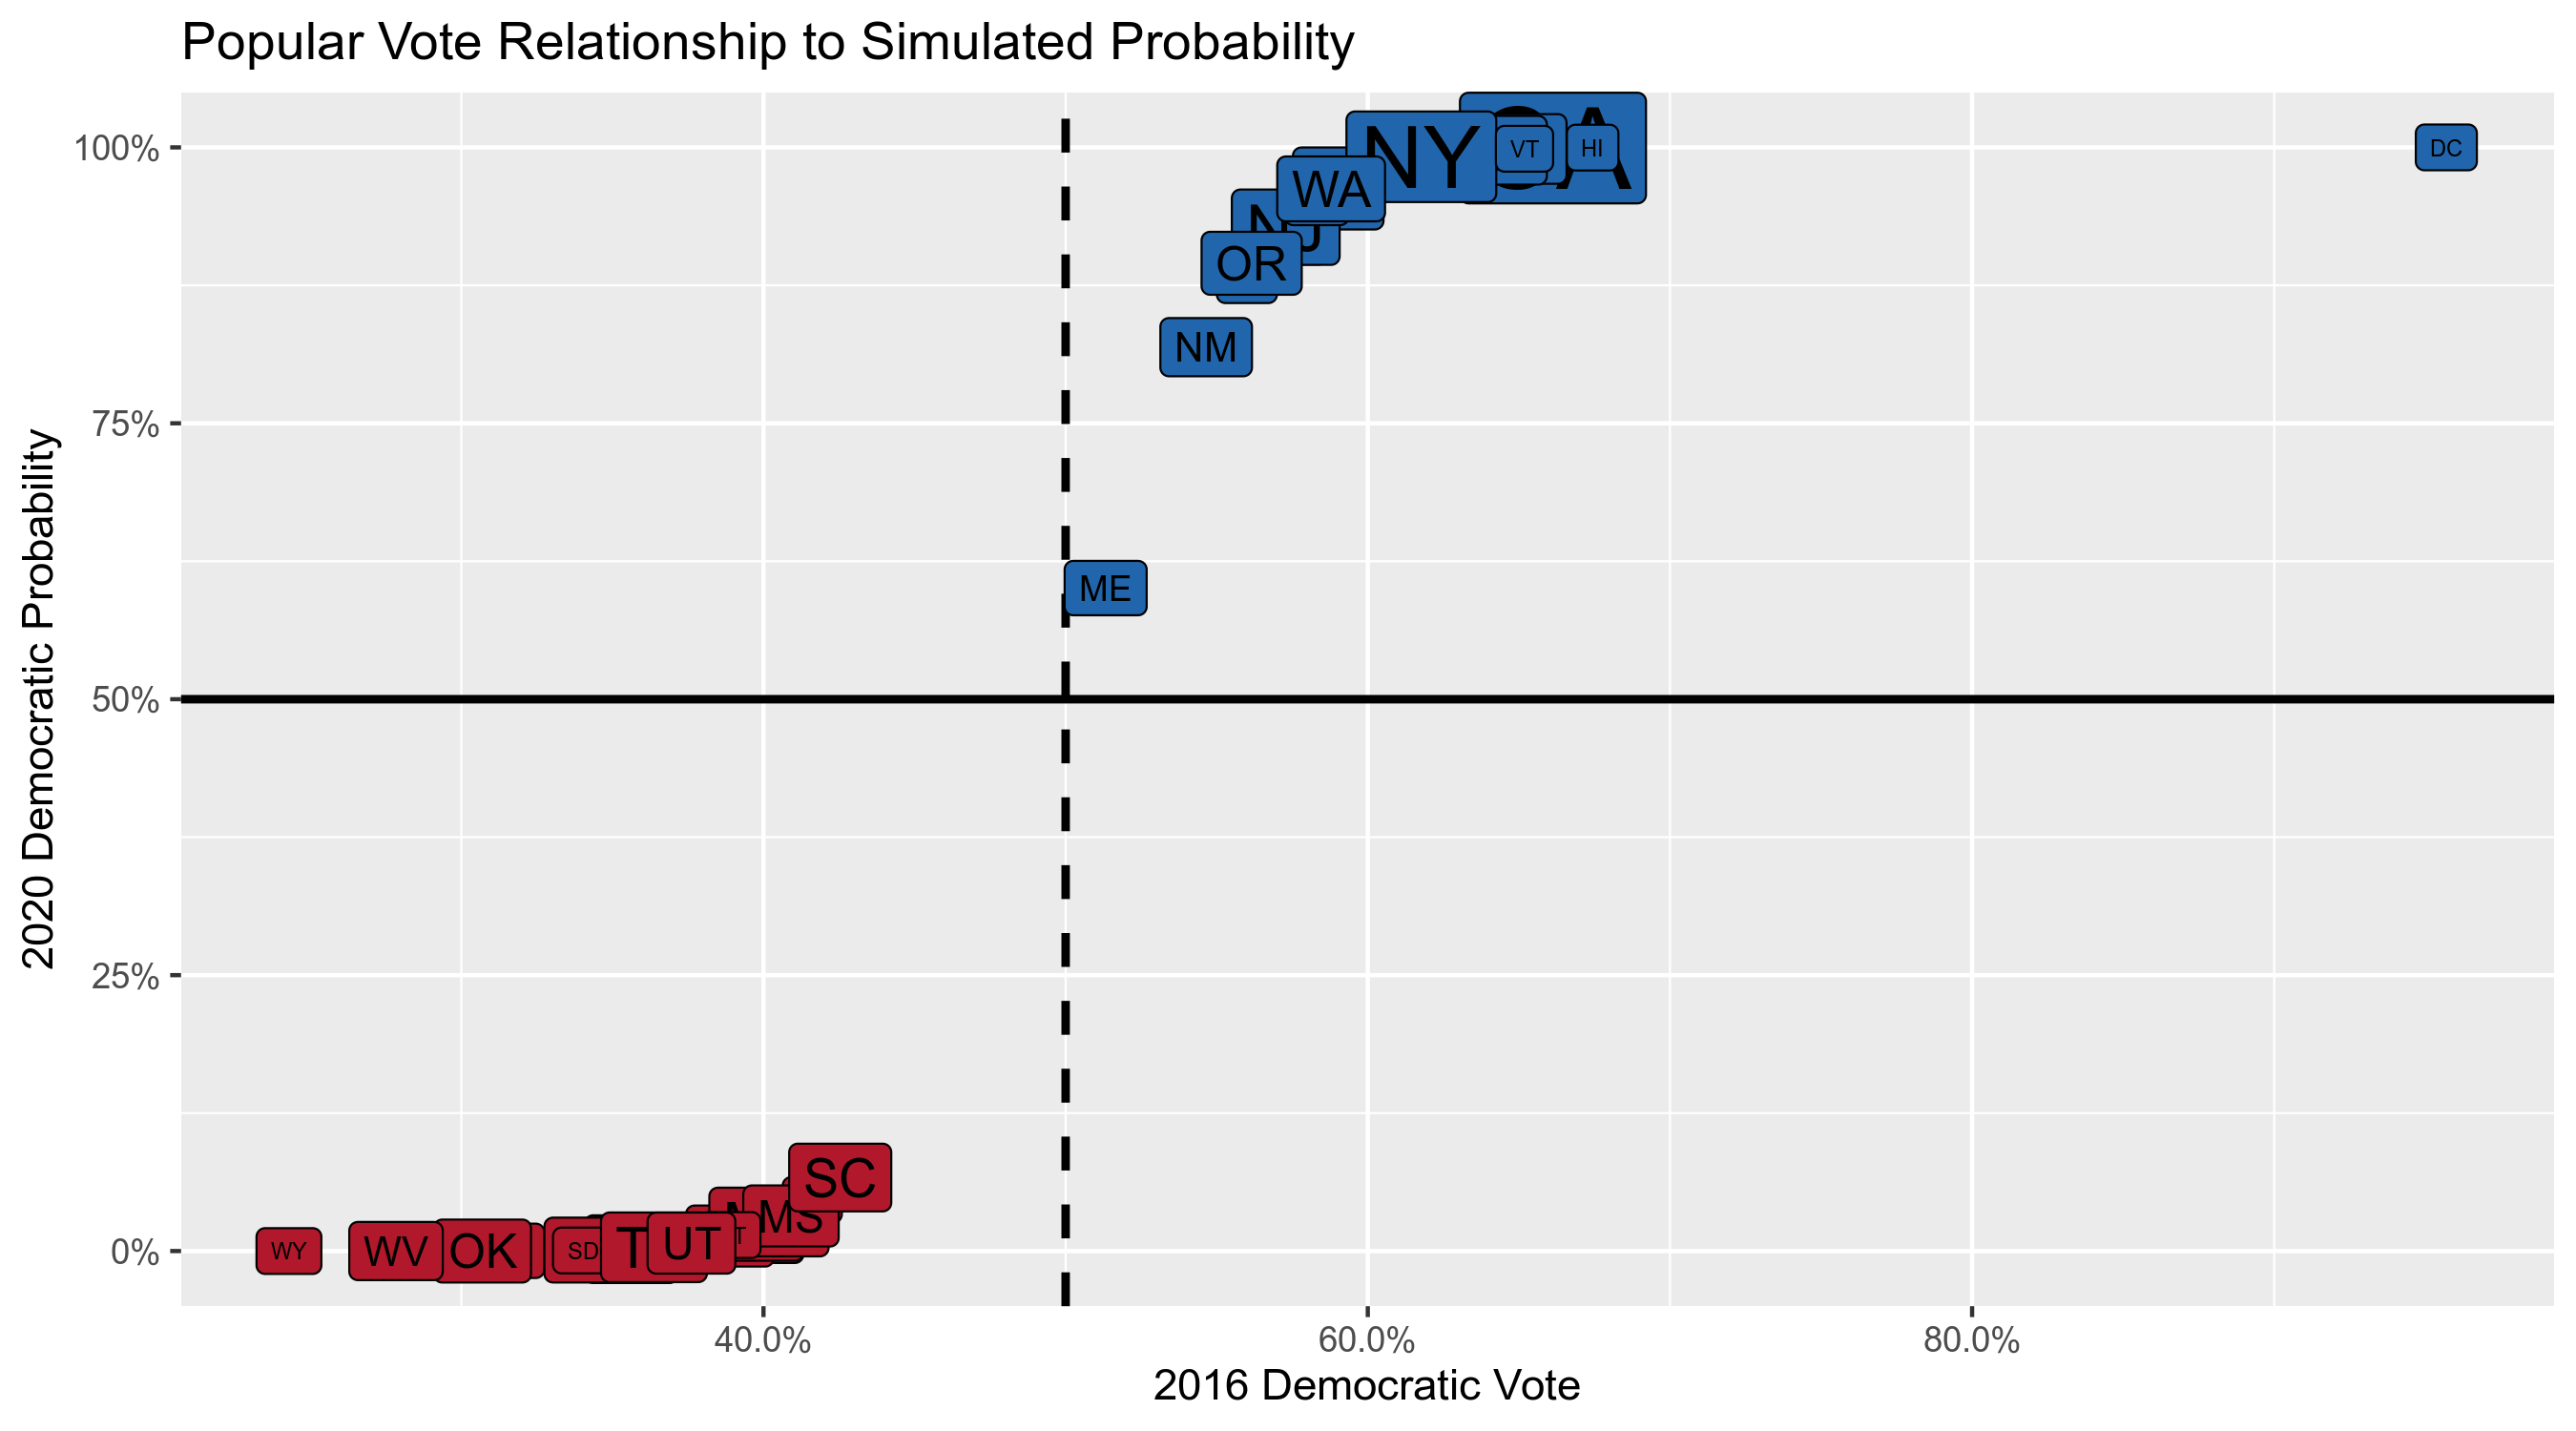 Popular Vote Relationship to Simulated Probability
2020 Democratic Probability
100%
75%
50%
25%
0%
NY
VT
HI
DC
WA
NJ
OR
NM
ME
SC
MS
WY
WV
OK
SD
UT
40.0%
60.0%
80.0%
2016 Democratic Vote